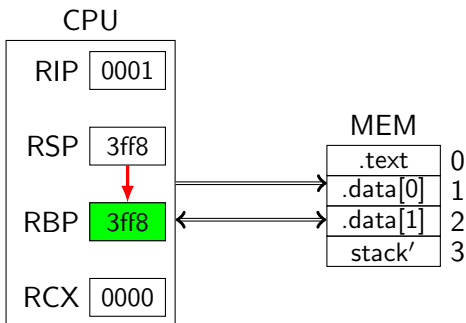 CPU
RIP 0001
RSP 3ff8
RBP 3ff8
RCX 0000
MEM
.text 0
.data[0] 1
.data[1] 2
stack′ 3